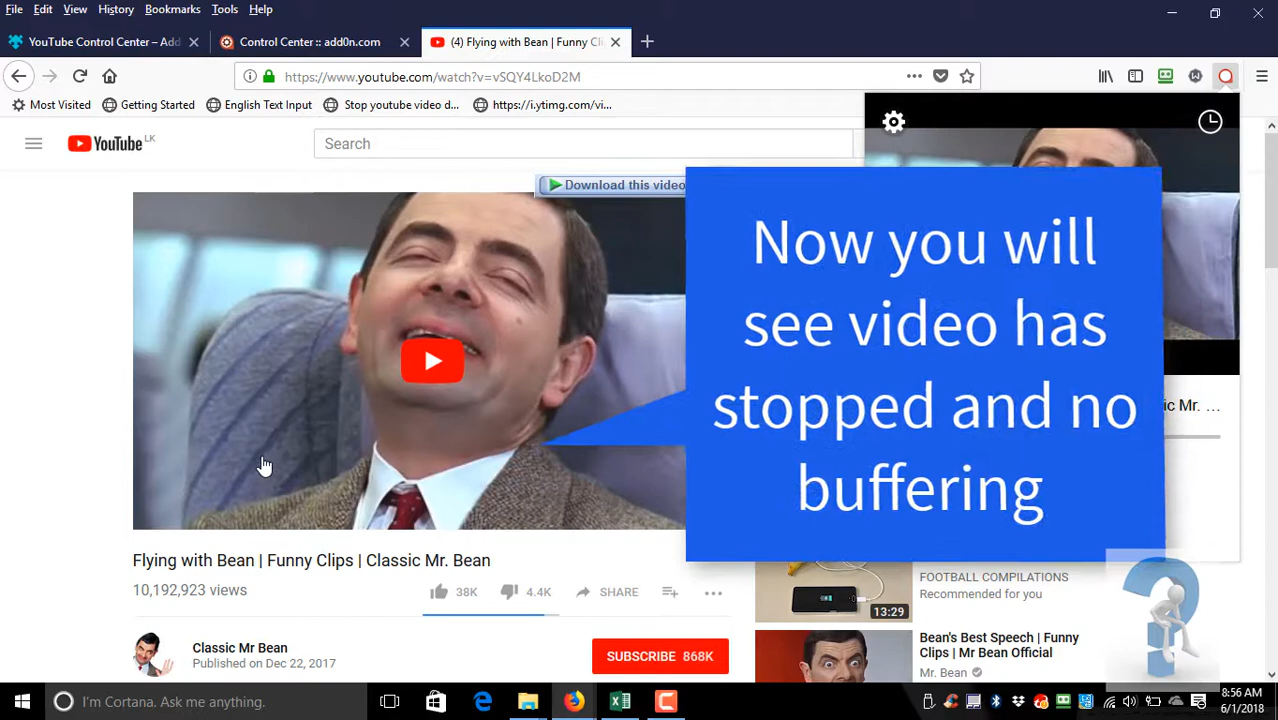 File Edit View History Bookmarks Tools Help
YouTube Control Center – Ad
Control Center :: add0n.com
(4) Flying with Bean | Funny Cli
https://www.youtube.com/watch?v=vSQY4LkoD2M
Most Visited Getting Started English Text Input Stop youtube video d... https://i.ytimg.com/vi...
YouTube LK
Search
Download this video
Now you will
see video has
stopped and no
buffering
ic Mr. ...
Flying with Bean | Funny Clips | Classic Mr. Bean
10,192,923 views
38K 4.4K SHARE
Classic Mr Bean
Published on Dec 22, 2017
SUBSCRIBE 868K
FOOTBALL COMPILATIONS
Recommended for you
13:29
Bean's Best Speech | Funny
Clips | Mr Bean Official
Mr. Bean
I'm Cortana. Ask me anything.
8:56 AM
6/1/2018